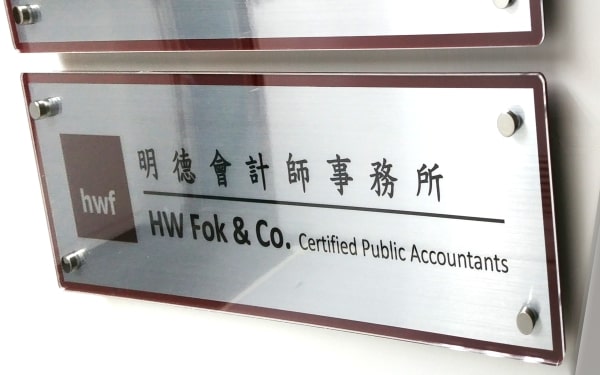 明德會計師事務所
hwf
HW Fok & Co. Certified Public Accountants